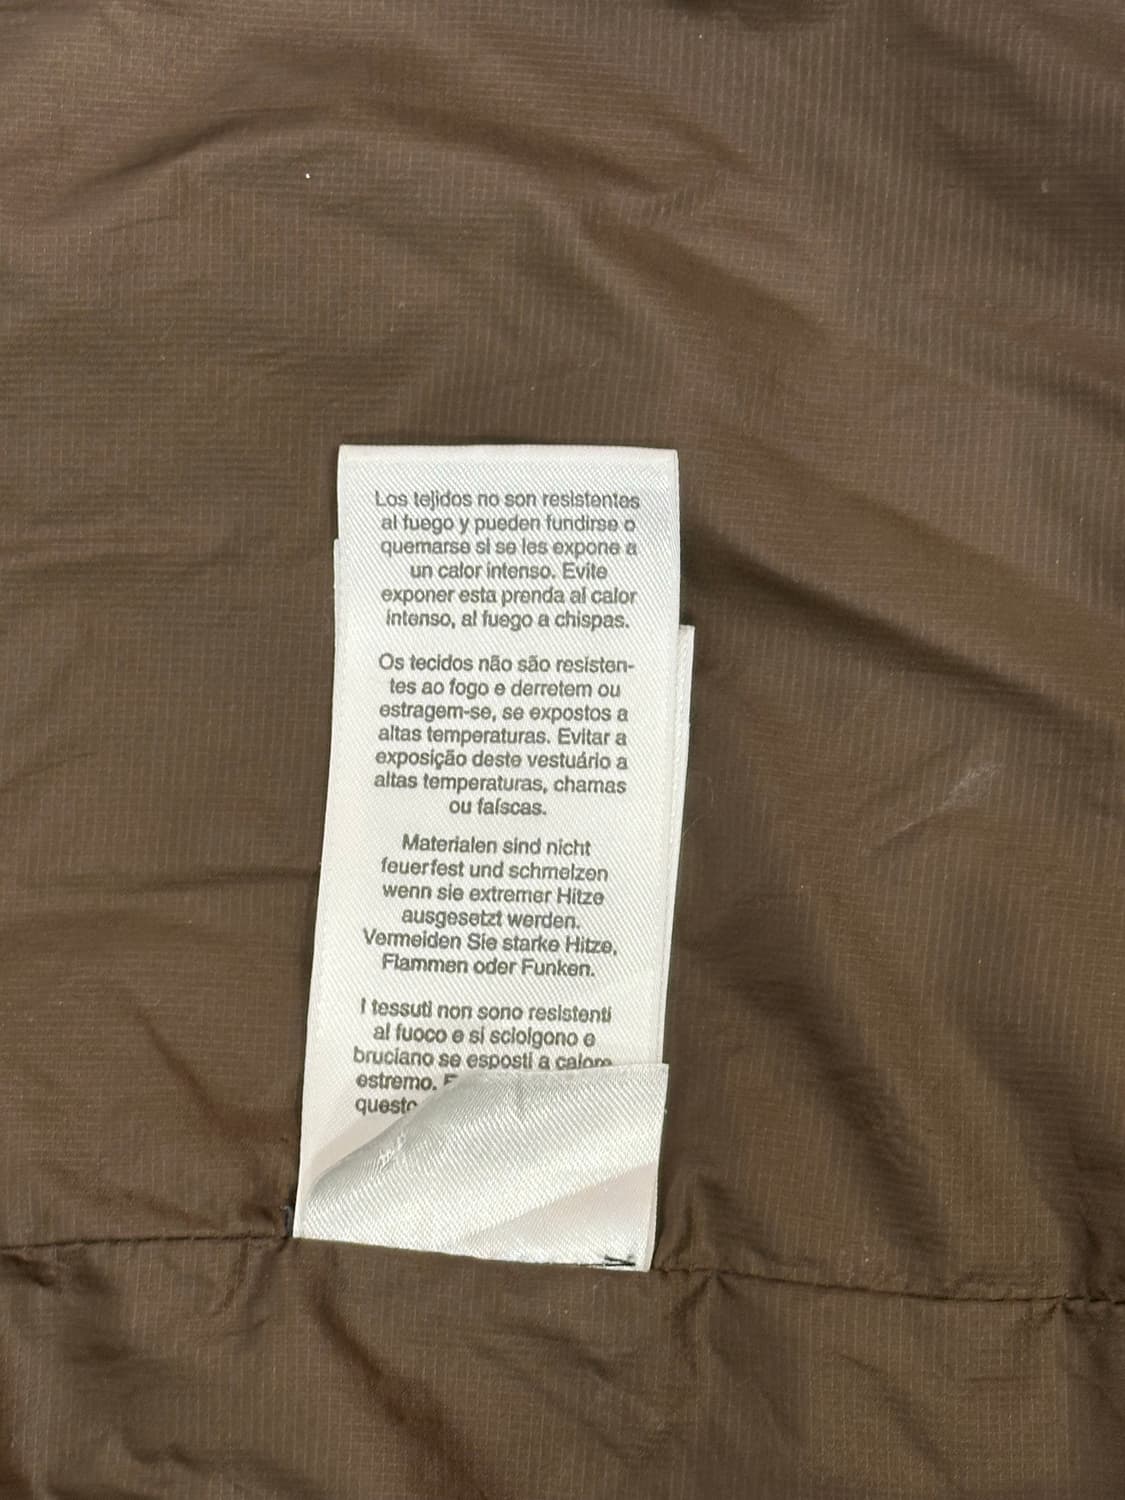 Los tejidos no son resistentes
al fuego y pueden fundirse o
quemarse si se les expone a
un calor intenso. Evite
exponer esta prenda al calor
intenso, al fuego a chispas.
Os tecidos não são resisten-
tes ao fogo e derretem ou
estragem-se, se expostos a
altas temperaturas. Evitar a
exposição deste vestuário a
altas temperaturas, chamas
ou faíscas.
Materialen sind nicht
feuerfest und schmelzen
wenn sie extremer Hitze
ausgesetzt werden.
Vermeiden Sie starke Hitze,
Flammen oder Funken.
I tessuti non sono resistenti
al fuoco e si sciolgono e
bruciano se esposti a calore
estremo.